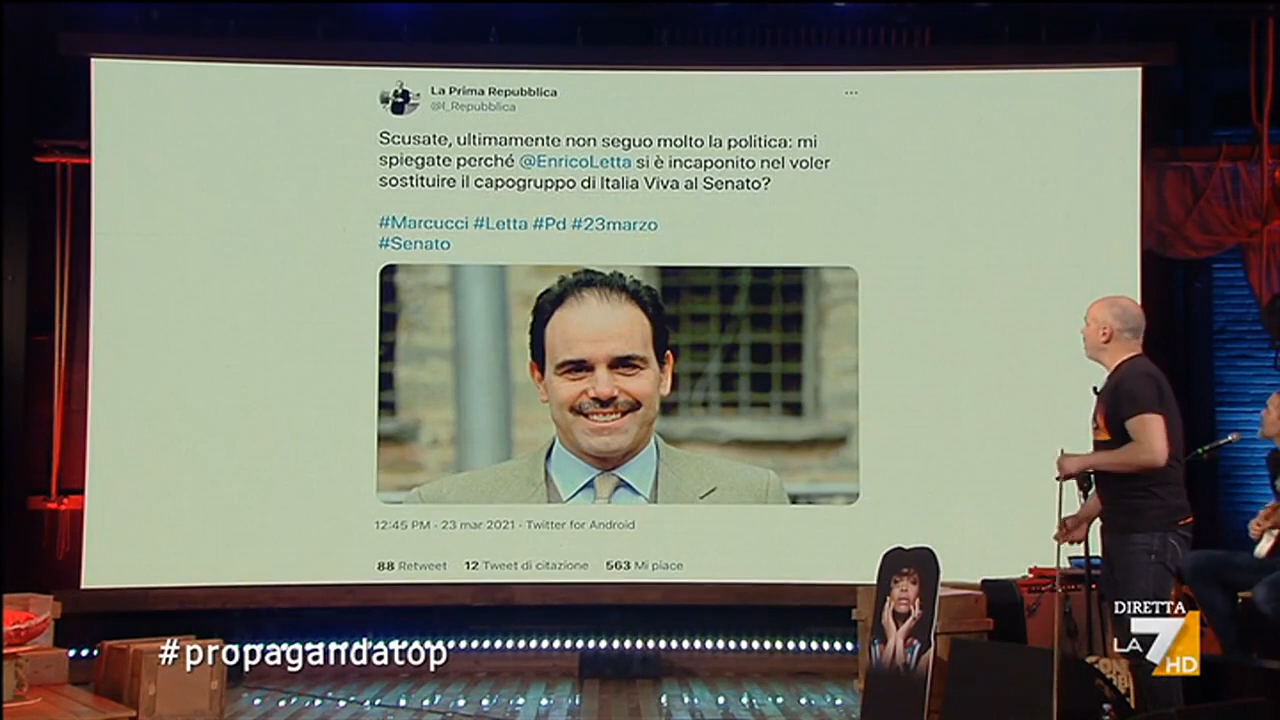 La Prima Repubblica
@I_Repubblica
...
Scusate, ultimamente non seguo molto la politica: mi
spiegate perché @EnricoLetta si è incaponito nel voler
sostituire il capogruppo di Italia Viva al Senato?
#Marcucci #Letta #Pd #23marzo
#Senato
12:45 PM - 23 mar 2021 - Twitter for Android
88 Retweet 12 Tweet di citazione 563 Mi piace
#propagandatop
DIRETTA
LA 7 HD